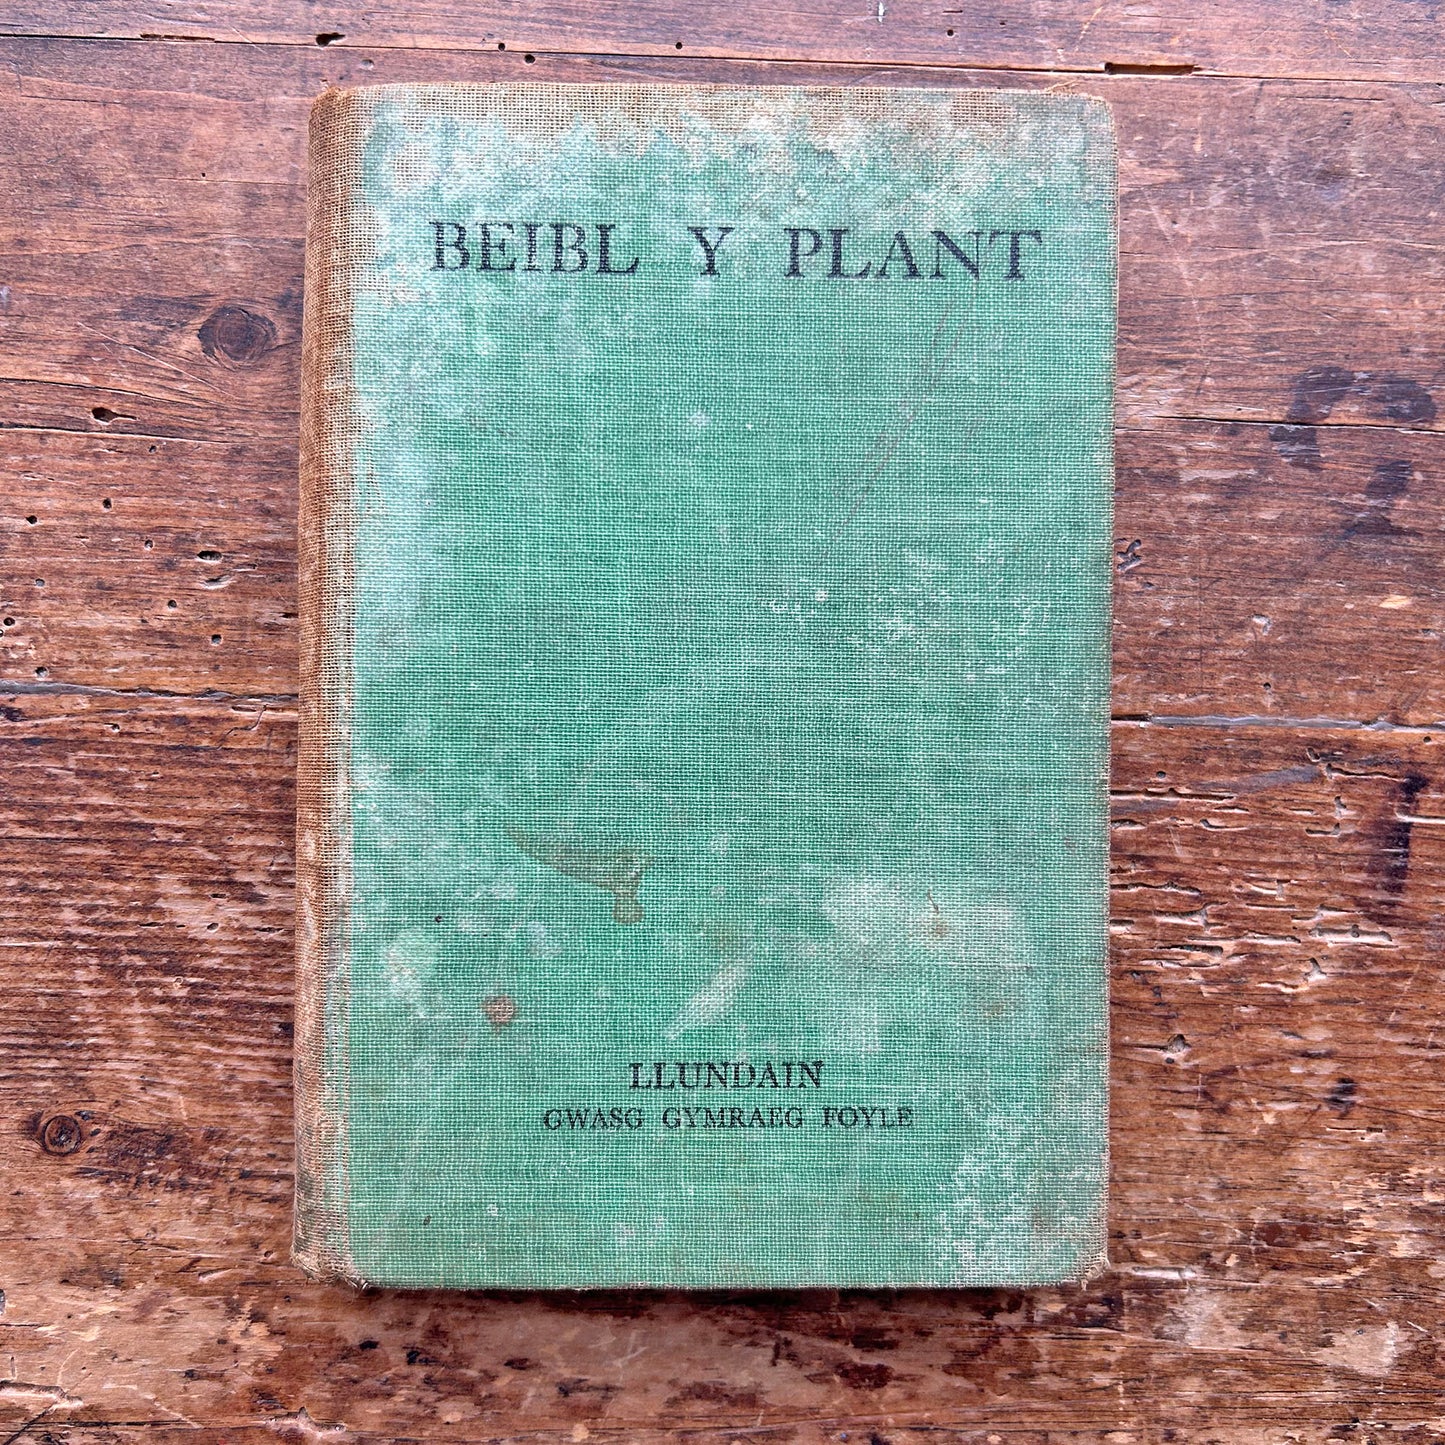 BEIBL Y PLANT
LLUNDAIN
GWASG GYMRAEG FOYLE